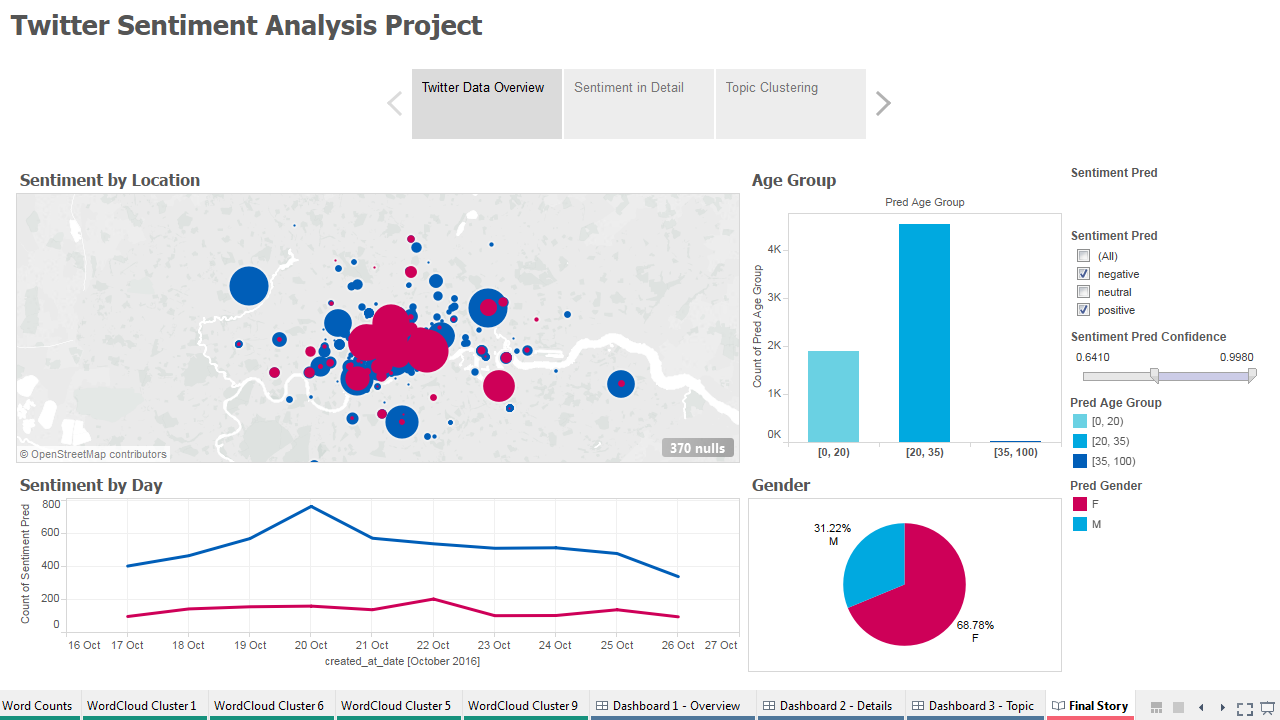 Twitter Sentiment Analysis Project
Twitter Data Overview
Sentiment in Detail
Topic Clustering
Sentiment by Location
© OpenStreetMap contributors
370 nulls
Age Group
Pred Age Group
Count of Pred Age Group
4K
3K
2K
1K
0K
[0, 20)
[20, 35)
[35, 100)
Sentiment Pred
Sentiment Pred
(All)
negative
neutral
positive
Sentiment Pred Confidence
0.6410
0.9980
Pred Age Group
[0, 20)
[20, 35)
[35, 100)
Pred Gender
F
M
Sentiment by Day
Count of Sentiment Pred
800
600
400
200
0
16 Oct
17 Oct
18 Oct
19 Oct
20 Oct
21 Oct
22 Oct
23 Oct
24 Oct
25 Oct
26 Oct
27 Oct
created_at_date [October 2016]
Gender
31.22%
M
68.78%
F
Word Counts
WordCloud Cluster 1
WordCloud Cluster 6
WordCloud Cluster 5
WordCloud Cluster 9
Dashboard 1 - Overview
Dashboard 2 - Details
Dashboard 3 - Topic
Final Story